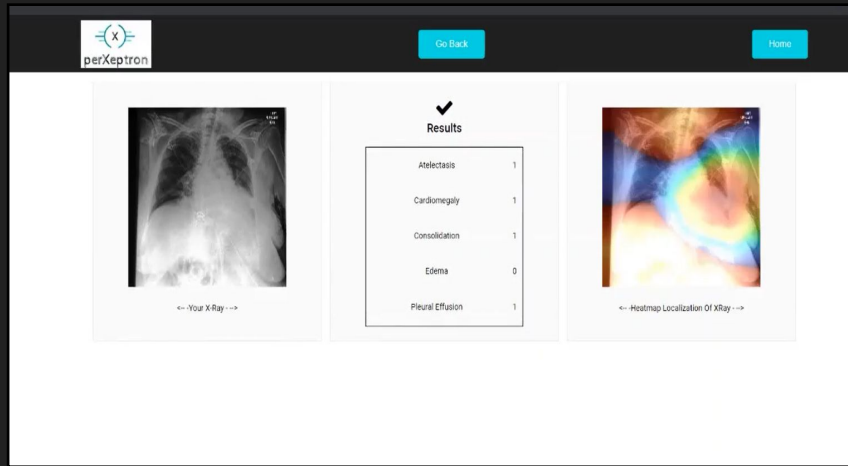 X
perXeptron
Go Back
Home
Results
Atelectasis 1
Cardiomegaly 1
Consolidation 1
Edema 0
Pleural Effusion 1
<-- -Your X-Ray - -->
<-- -Heatmap Localization Of XRay - -->